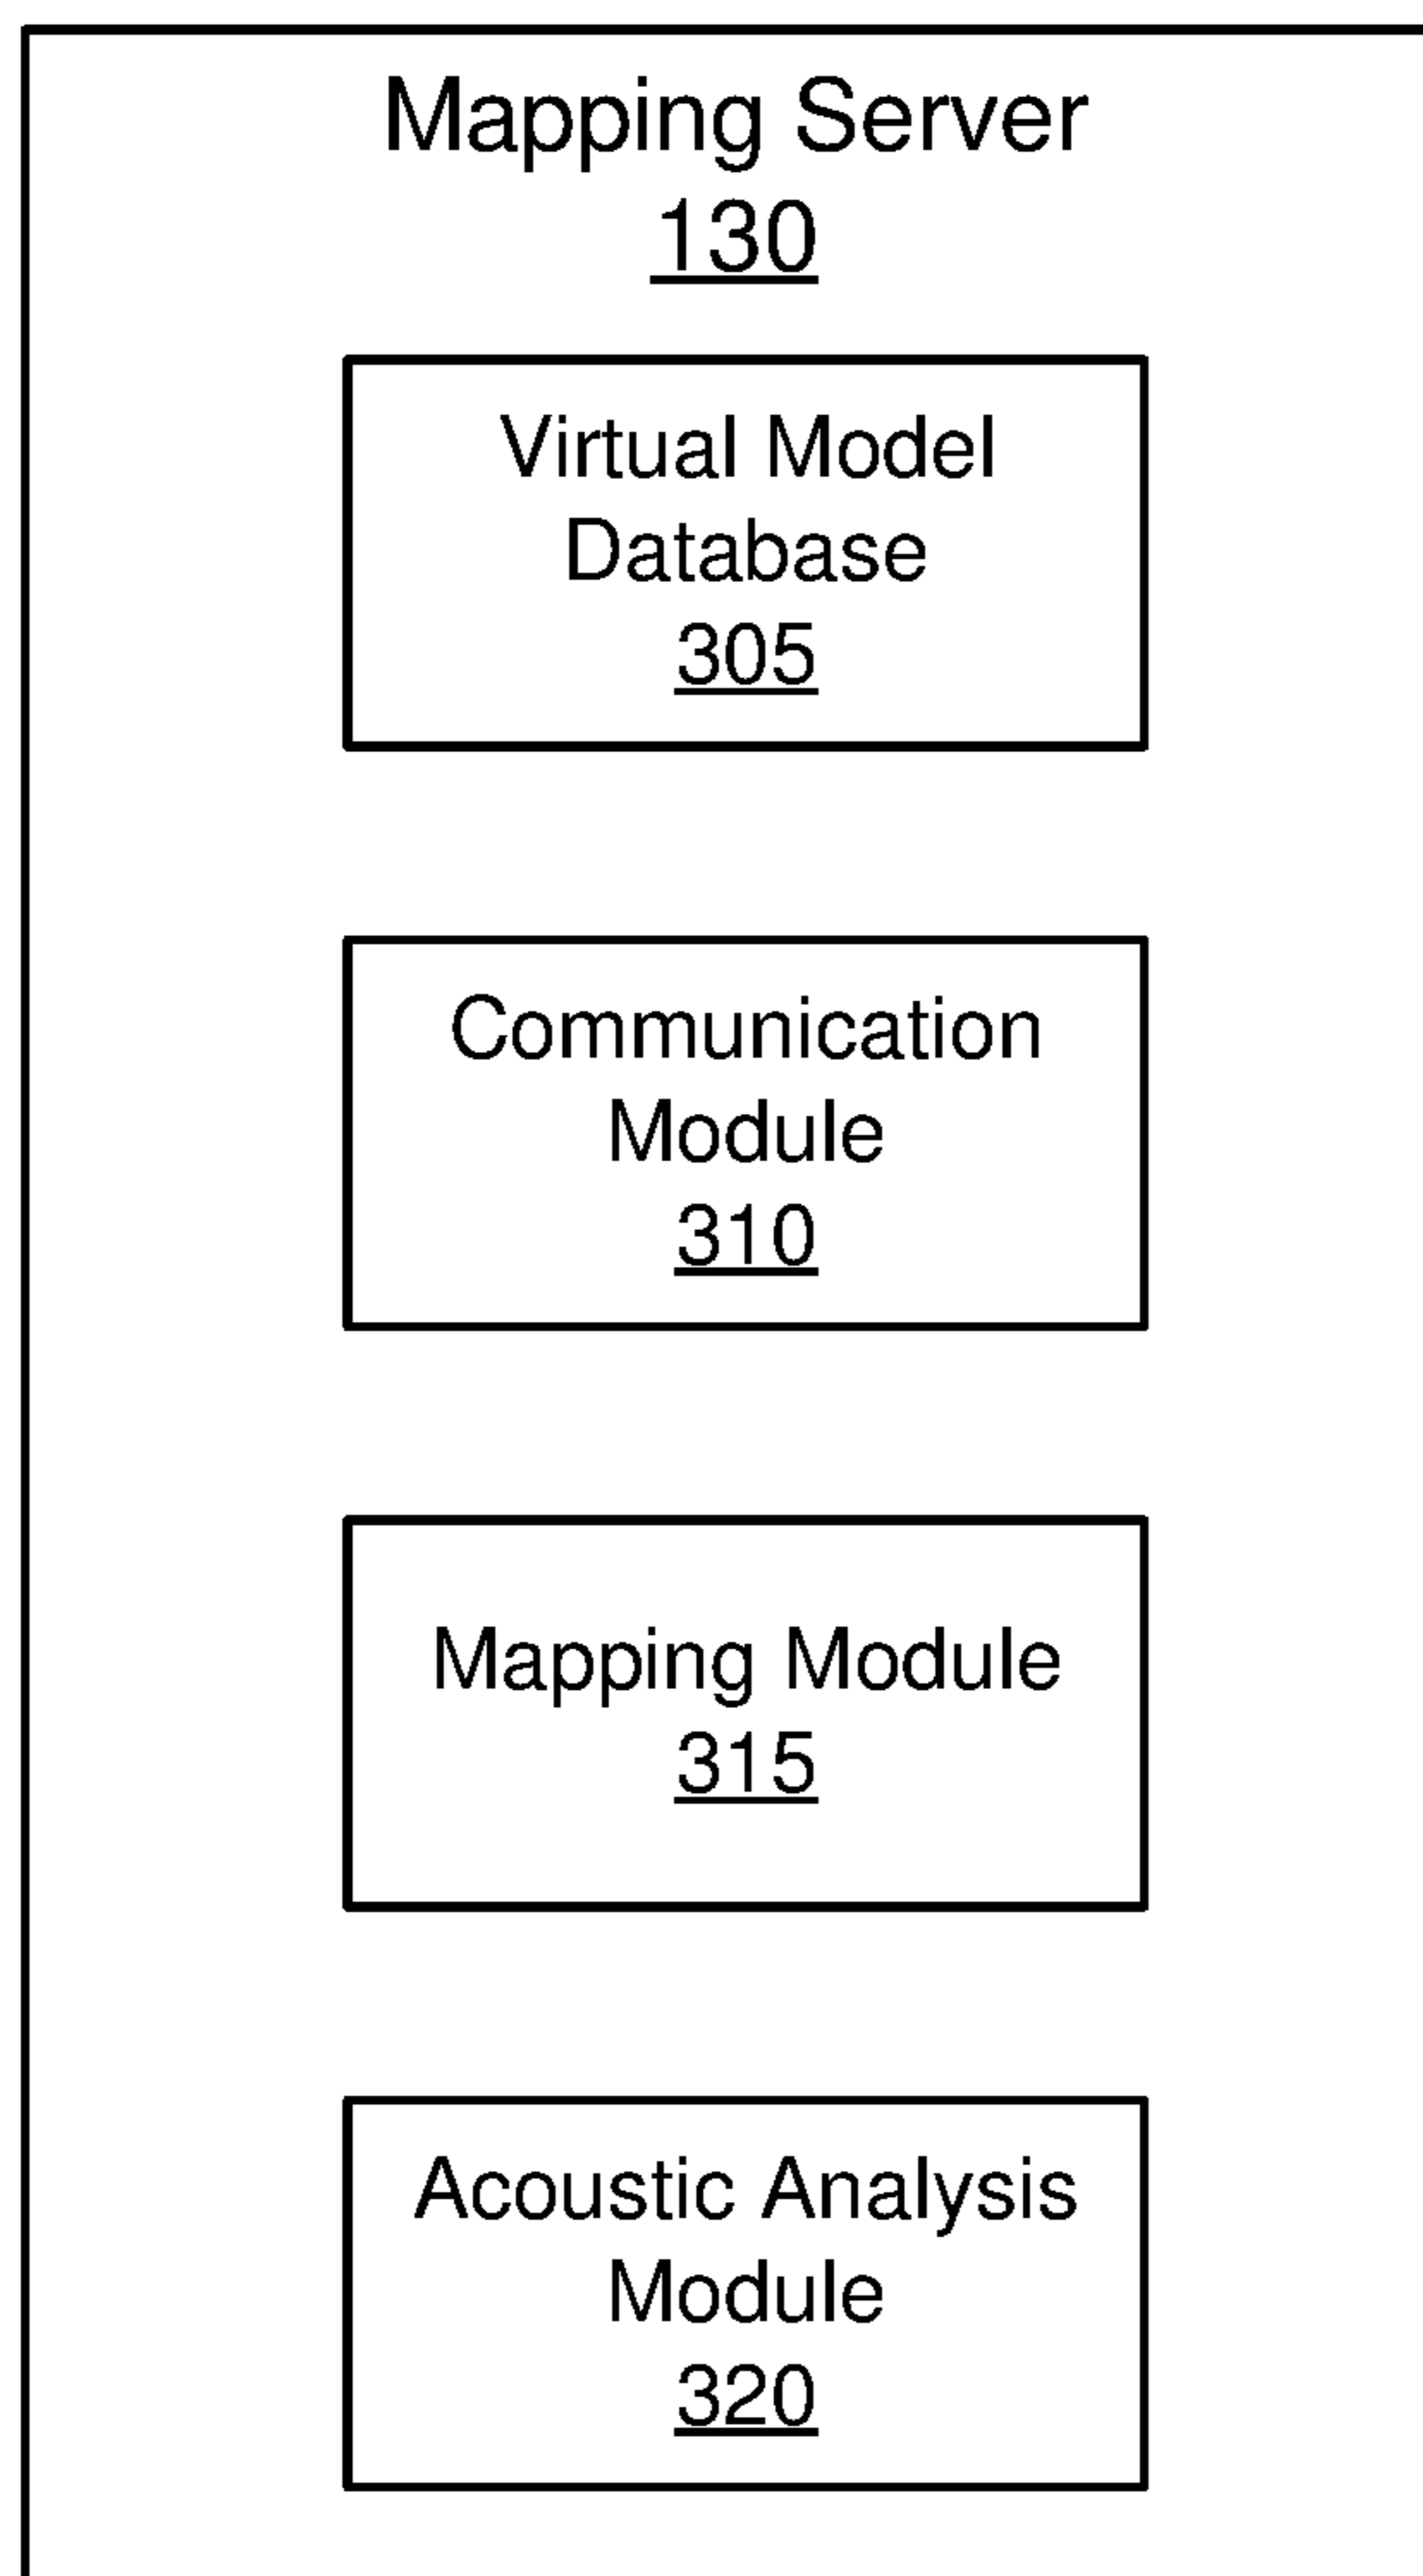 Mapping Server
130
Virtual Model
Database
305
Communication
Module
310
Mapping Module
315
Acoustic Analysis
Module
320